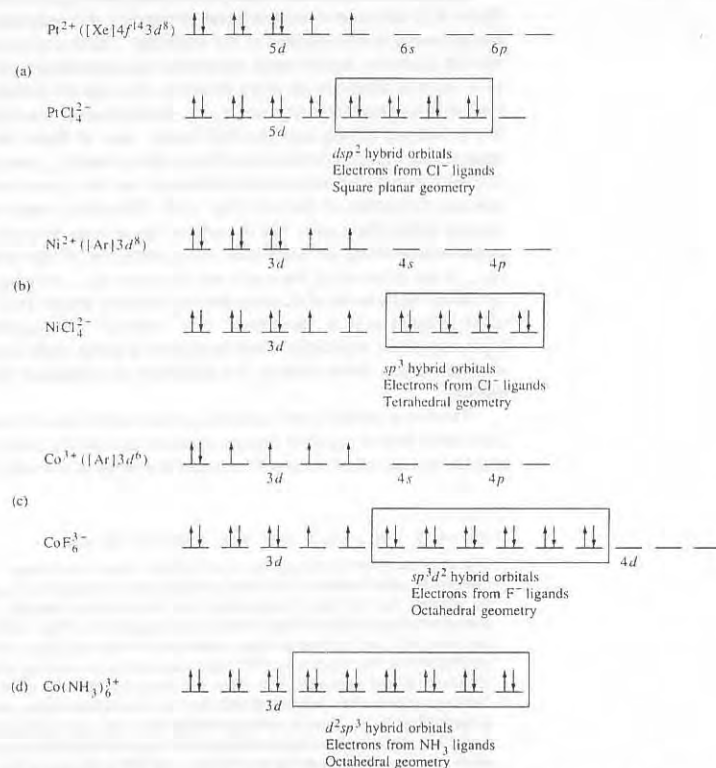 Pt²⁺ ([Xe]4f¹⁴3d⁸)
5d 6s 6p
(a)
PtCl₄²⁻
5d
dsp² hybrid orbitals
Electrons from Cl⁻ ligands
Square planar geometry
Ni²⁺ ([Ar]3d⁸)
3d 4s 4p
(b)
NiCl₄²⁻
3d
sp³ hybrid orbitals
Electrons from Cl⁻ ligands
Tetrahedral geometry
Co³⁺ ([Ar]3d⁶)
3d 4s 4p
(c)
CoF₆³⁻
3d 4d
sp³d² hybrid orbitals
Electrons from F⁻ ligands
Octahedral geometry
(d) Co(NH₃)₆³⁺
3d
d²sp³ hybrid orbitals
Electrons from NH₃ ligands
Octahedral geometry